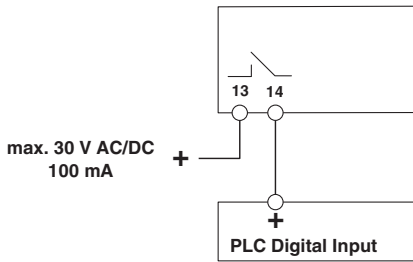 13 14
max. 30 V AC/DC
100 mA
+
+
PLC Digital Input